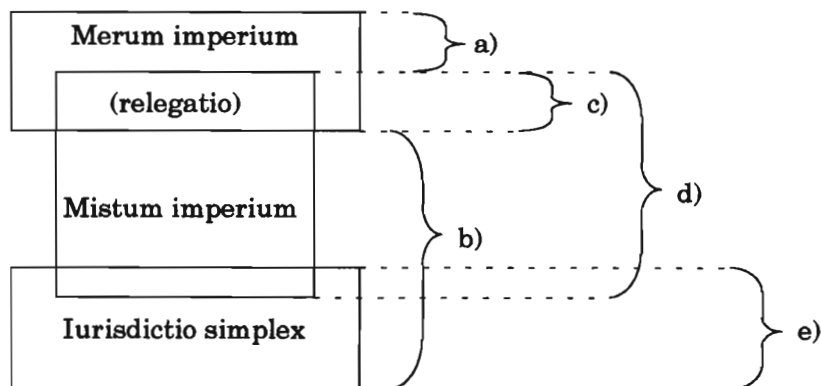 Merum imperium
a)
(relegatio)
c)
Mistum imperium
d)
b)
Iurisdictio simplex
e)